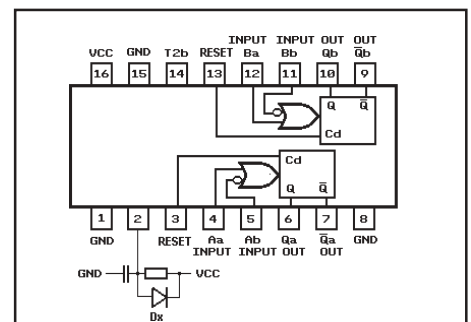 INPUT INPUT OUT OUT
VCC GND T2b RESET Ba Bb Qb Q̅b
16 15 14 13 12 11 10 9
Q Q̅
Cd
Cd
Q Q̅
1 2 3 4 5 6 7 8
GND RESET Aa Ab Qa Q̅a GND
INPUT INPUT OUT OUT
GND VCC
Dx